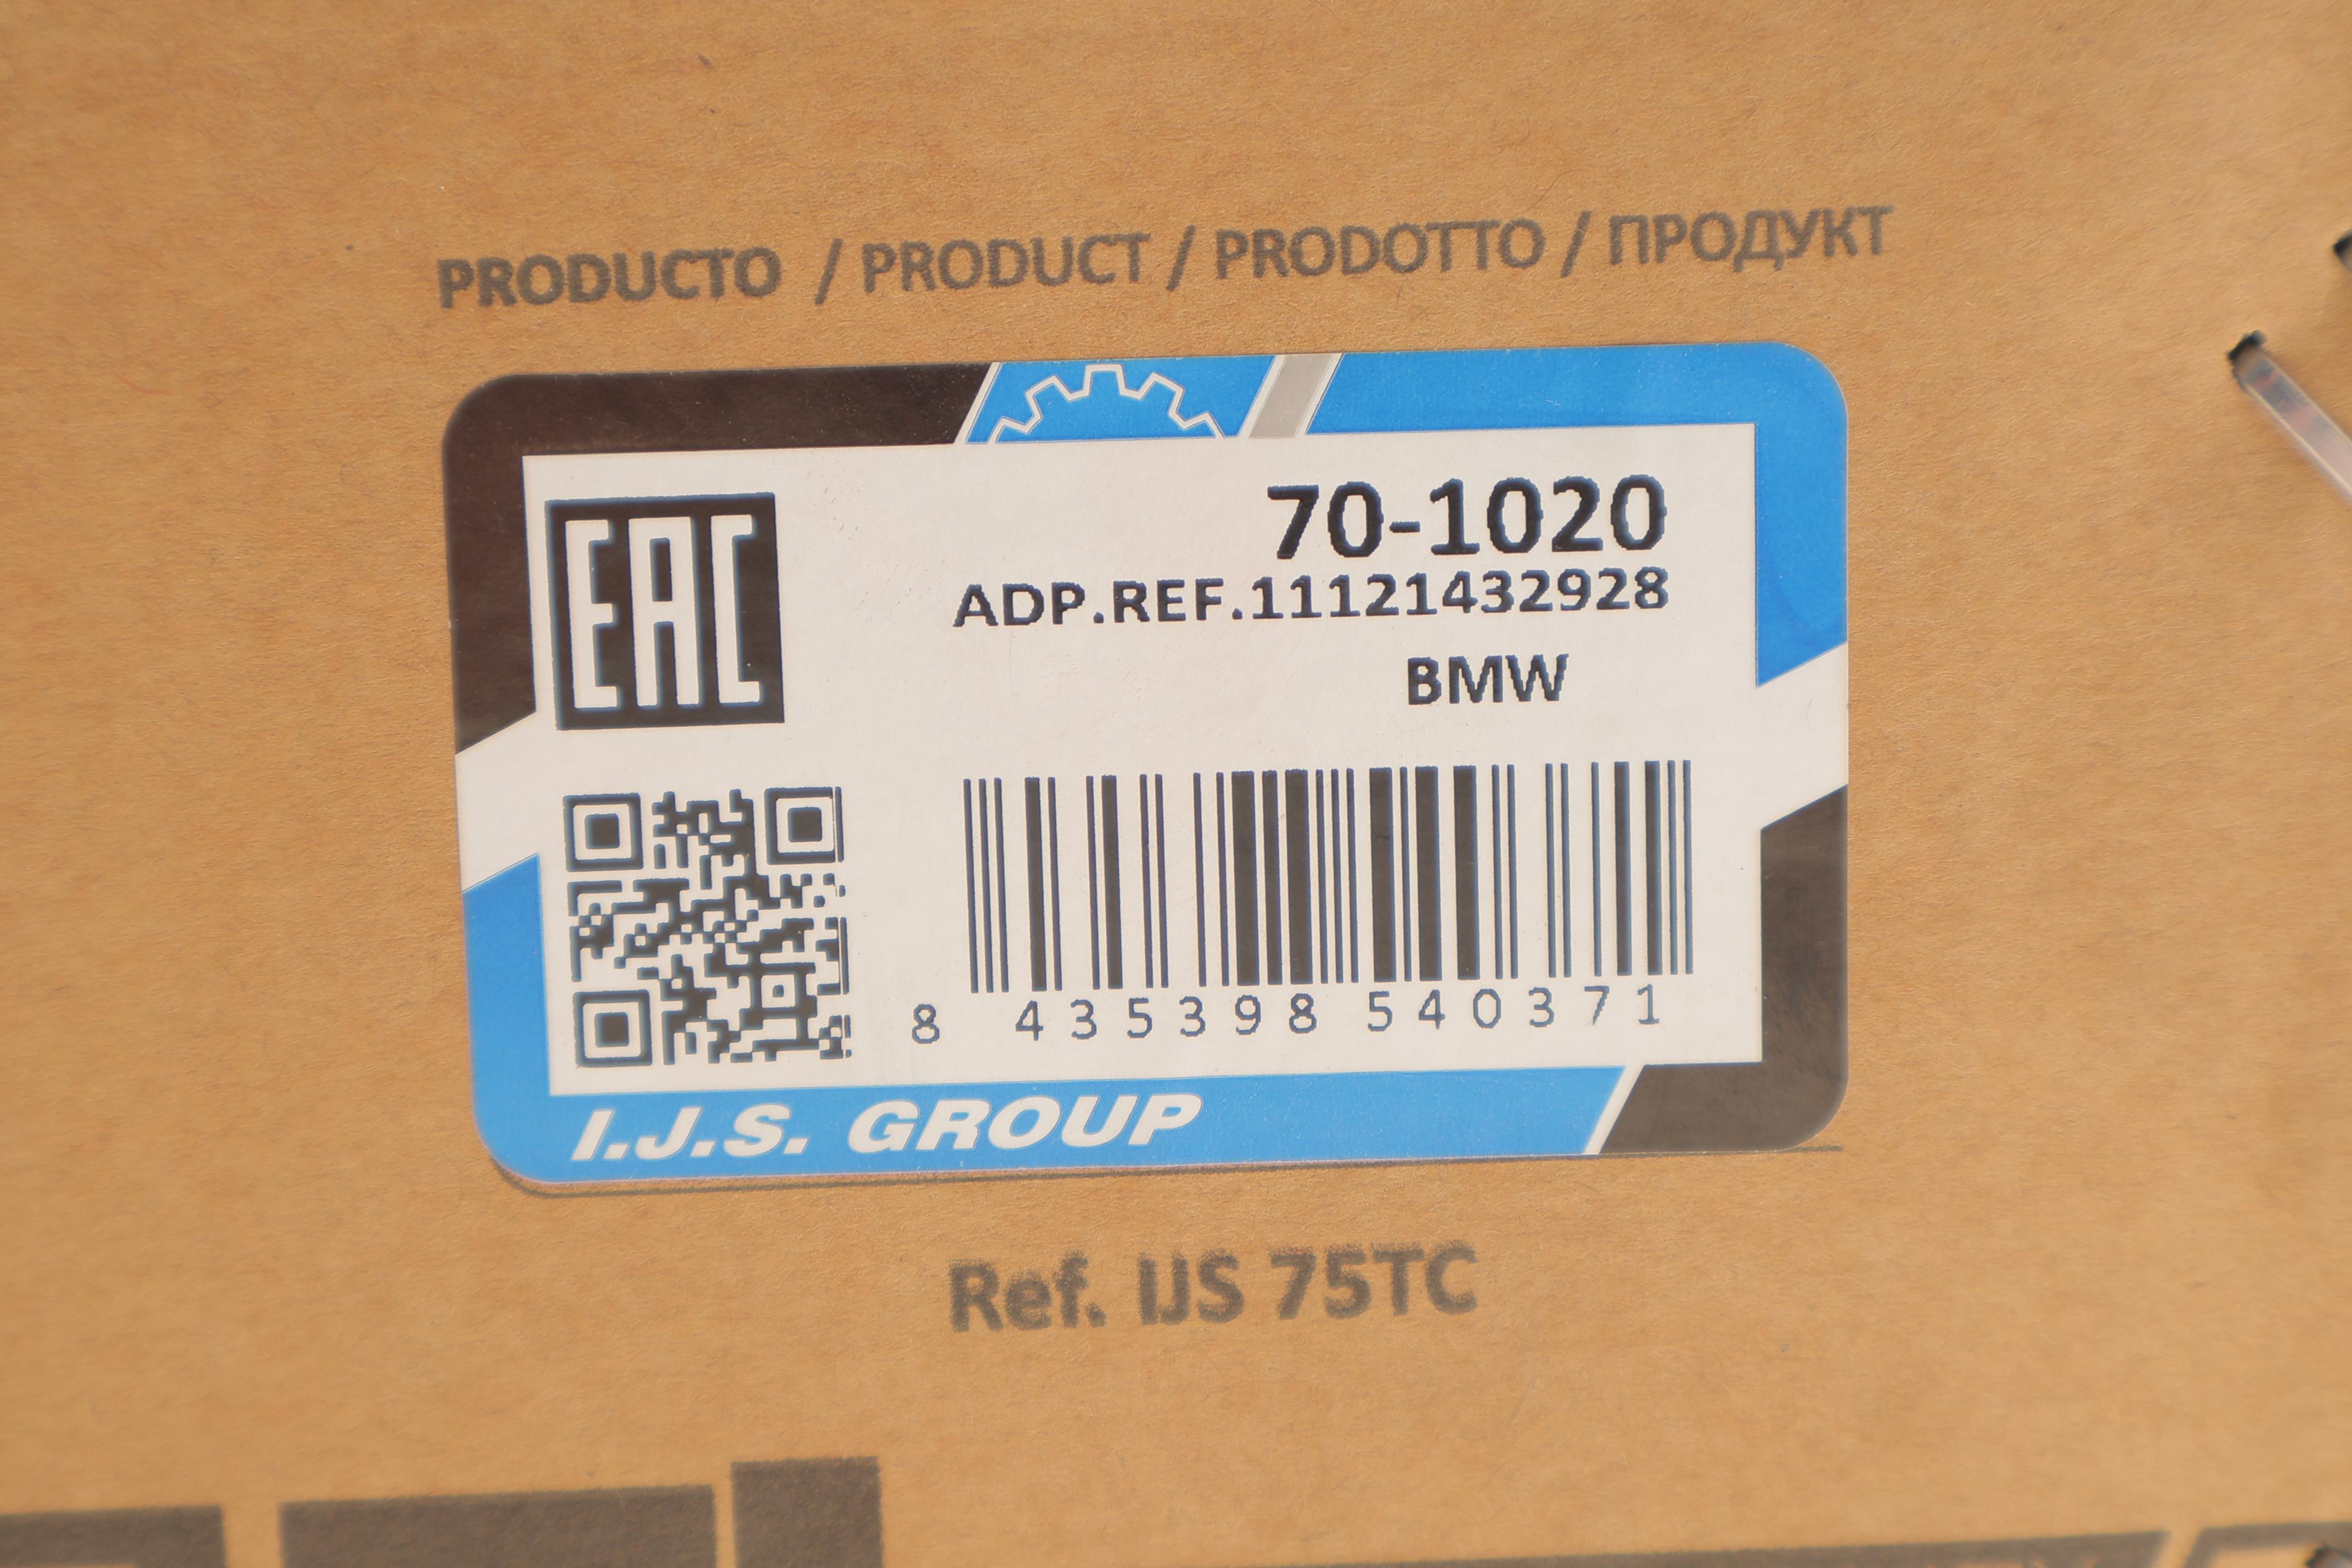 PRODUCTO / PRODUCT / PRODOTTO / ПРОДУКТ
EAC
70-1020
ADP.REF.11121432928
BMW
8 435398 540371
I.J.S. GROUP
Ref. IJS 75TC